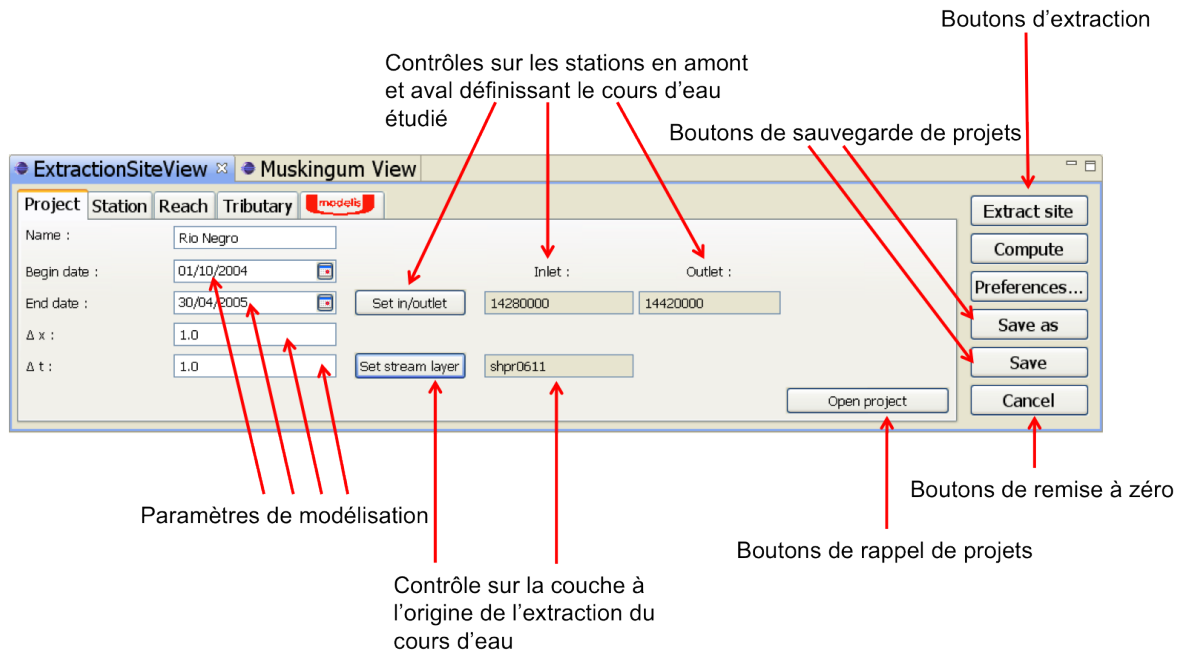 Boutons d’extraction
Contrôles sur les stations en amont
et aval définissant le cours d’eau
étudié
Boutons de sauvegarde de projets
ExtractionSiteView
Muskingum View
Project Station Reach Tributary modelis
Extract site
Compute
Preferences...
Save as
Save
Cancel
Name :
Rio Negro
Begin date :
01/10/2004
Inlet :
Outlet :
End date :
30/04/2005
Set in/outlet
14280000
14420000
Δ x :
1.0
Δ t :
1.0
Set stream layer
shpr0611
Open project
Boutons de remise à zéro
Paramètres de modélisation
Boutons de rappel de projets
Contrôle sur la couche à
l’origine de l’extraction du
cours d’eau